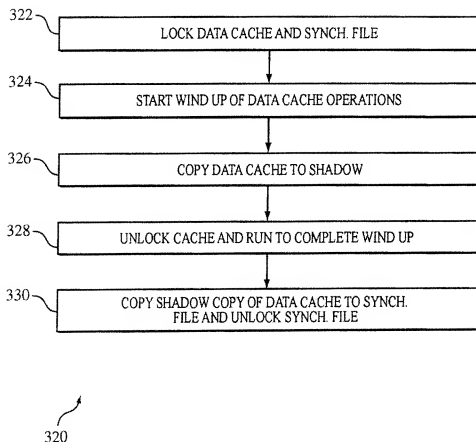 322
LOCK DATA CACHE AND SYNCH. FILE
324
START WIND UP OF DATA CACHE OPERATIONS
326
COPY DATA CACHE TO SHADOW
328
UNLOCK CACHE AND RUN TO COMPLETE WIND UP
330
COPY SHADOW COPY OF DATA CACHE TO SYNCH.
FILE AND UNLOCK SYNCH. FILE
320